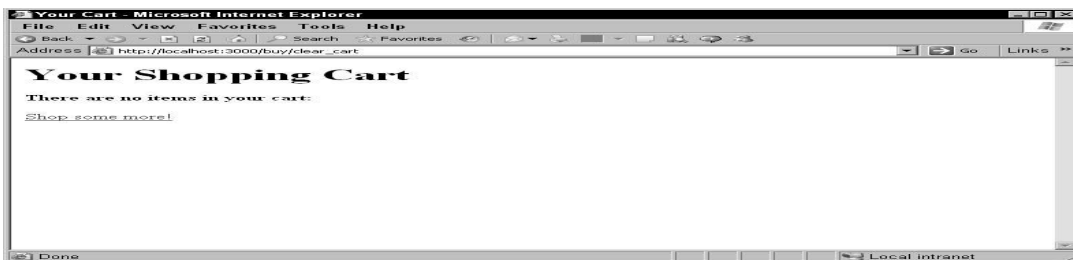 Your Cart - Microsoft Internet Explorer
File Edit View Favorites Tools Help
Back Search Favorites
Address http://localhost:3000/buy/clear_cart Go Links »
Your Shopping Cart
There are no items in your cart:
Shop some more!
Done Local intranet